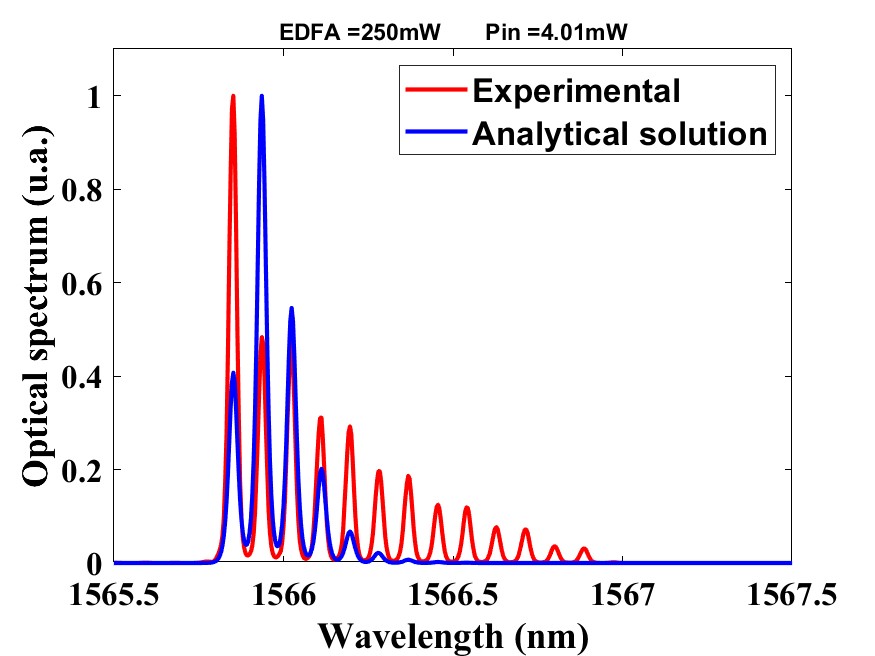 EDFA =250mW Pin =4.01mW
Experimental
Analytical solution
Optical spectrum (u.a.)
1
0.8
0.6
0.4
0.2
0
1565.5 1566 1566.5 1567 1567.5
Wavelength (nm)